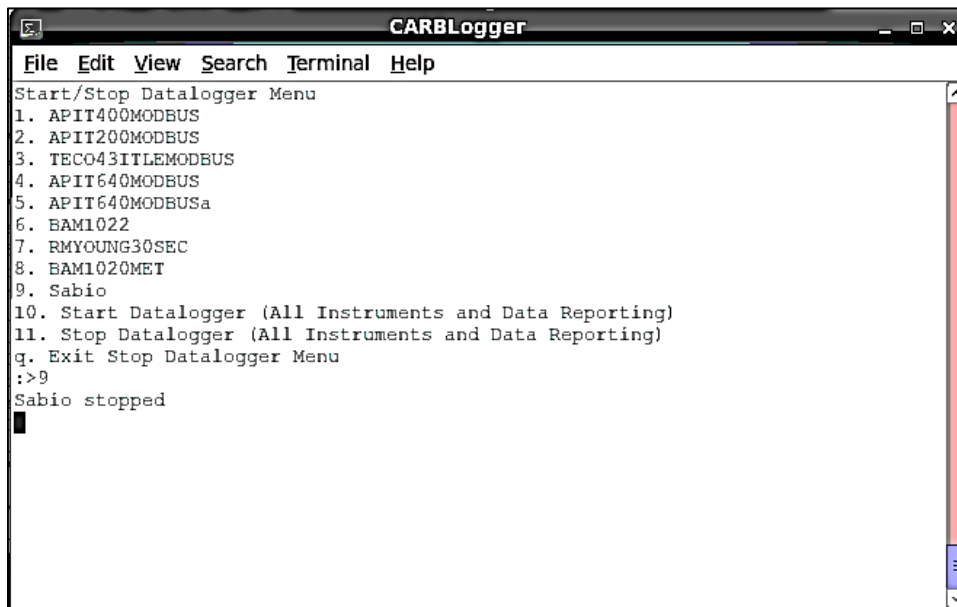 CARBLogger
File Edit View Search Terminal Help
Start/Stop Datalogger Menu
1. APIT400MODBUS
2. APIT200MODBUS
3. TECO43ITLEMODBUS
4. APIT640MODBUS
5. APIT640MODBUSa
6. BAM1022
7. RMYOUNG30SEC
8. BAM1020MET
9. Sabio
10. Start Datalogger (All Instruments and Data Reporting)
11. Stop Datalogger (All Instruments and Data Reporting)
q. Exit Stop Datalogger Menu
:>9
Sabio stopped